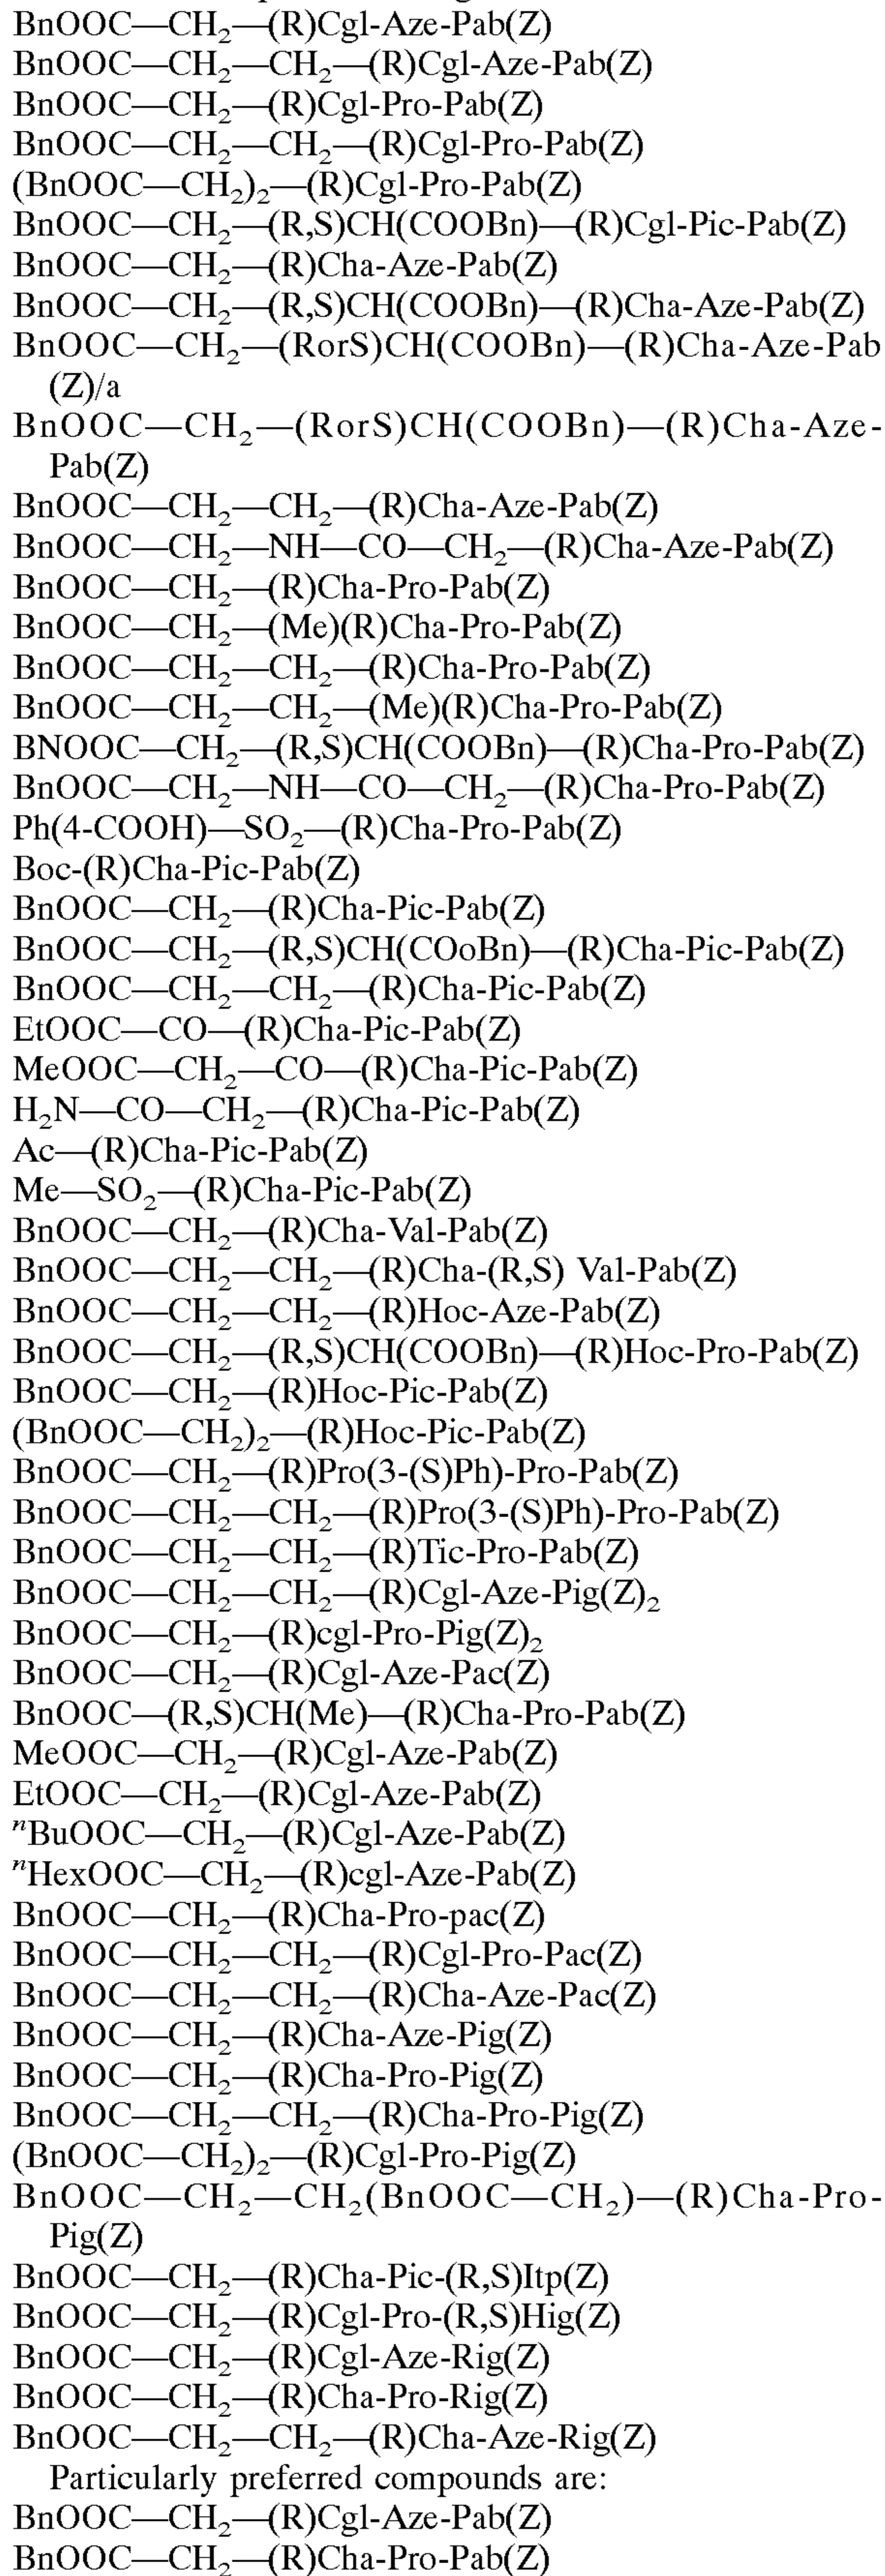 BnOOC—CH₂—(R)Cgl-Aze-Pab(Z)
BnOOC—CH₂—CH₂—(R)Cgl-Aze-Pab(Z)
BnOOC—CH₂—(R)Cgl-Pro-Pab(Z)
BnOOC—CH₂—CH₂—(R)Cgl-Pro-Pab(Z)
(BnOOC—CH₂)₂—(R)Cgl-Pro-Pab(Z)
BnOOC—CH₂—(R,S)CH(COOBn)—(R)Cgl-Pic-Pab(Z)
BnOOC—CH₂—(R)Cha-Aze-Pab(Z)
BnOOC—CH₂—(R,S)CH(COOBn)—(R)Cha-Aze-Pab(Z)
BnOOC—CH₂—(RorS)CH(COOBn)—(R)Cha-Aze-Pab
(Z)/a
BnOOC—CH₂—(RorS)CH(COOBn)—(R)Cha-Aze-
Pab(Z)
BnOOC—CH₂—CH₂—(R)Cha-Aze-Pab(Z)
BnOOC—CH₂—NH—CO—CH₂—(R)Cha-Aze-Pab(Z)
BnOOC—CH₂—(R)Cha-Pro-Pab(Z)
BnOOC—CH₂—(Me)(R)Cha-Pro-Pab(Z)
BnOOC—CH₂—CH₂—(R)Cha-Pro-Pab(Z)
BnOOC—CH₂—CH₂—(Me)(R)Cha-Pro-Pab(Z)
BNOOC—CH₂—(R,S)CH(COOBn)—(R)Cha-Pro-Pab(Z)
BnOOC—CH₂—NH—CO—CH₂—(R)Cha-Pro-Pab(Z)
Ph(4-COOH)—SO₂—(R)Cha-Pro-Pab(Z)
Boc-(R)Cha-Pic-Pab(Z)
BnOOC—CH₂—(R)Cha-Pic-Pab(Z)
BnOOC—CH₂—(R,S)CH(COoBn)—(R)Cha-Pic-Pab(Z)
BnOOC—CH₂—CH₂—(R)Cha-Pic-Pab(Z)
EtOOC—CO—(R)Cha-Pic-Pab(Z)
MeOOC—CH₂—CO—(R)Cha-Pic-Pab(Z)
H₂N—CO—CH₂—(R)Cha-Pic-Pab(Z)
Ac—(R)Cha-Pic-Pab(Z)
Me—SO₂—(R)Cha-Pic-Pab(Z)
BnOOC—CH₂—(R)Cha-Val-Pab(Z)
BnOOC—CH₂—CH₂—(R)Cha-(R,S) Val-Pab(Z)
BnOOC—CH₂—CH₂—(R)Hoc-Aze-Pab(Z)
BnOOC—CH₂—(R,S)CH(COOBn)—(R)Hoc-Pro-Pab(Z)
BnOOC—CH₂—(R)Hoc-Pic-Pab(Z)
(BnOOC—CH₂)₂—(R)Hoc-Pic-Pab(Z)
BnOOC—CH₂—(R)Pro(3-(S)Ph)-Pro-Pab(Z)
BnOOC—CH₂—CH₂—(R)Pro(3-(S)Ph)-Pro-Pab(Z)
BnOOC—CH₂—CH₂—(R)Tic-Pro-Pab(Z)
BnOOC—CH₂—CH₂—(R)Cgl-Aze-Pig(Z)₂
BnOOC—CH₂—(R)cgl-Pro-Pig(Z)₂
BnOOC—CH₂—(R)Cgl-Aze-Pac(Z)
BnOOC—(R,S)CH(Me)—(R)Cha-Pro-Pab(Z)
MeOOC—CH₂—(R)Cgl-Aze-Pab(Z)
EtOOC—CH₂—(R)Cgl-Aze-Pab(Z)
ⁿBuOOC—CH₂—(R)Cgl-Aze-Pab(Z)
ⁿHexOOC—CH₂—(R)cgl-Aze-Pab(Z)
BnOOC—CH₂—(R)Cha-Pro-pac(Z)
BnOOC—CH₂—CH₂—(R)Cgl-Pro-Pac(Z)
BnOOC—CH₂—CH₂—(R)Cha-Aze-Pac(Z)
BnOOC—CH₂—(R)Cha-Aze-Pig(Z)
BnOOC—CH₂—(R)Cha-Pro-Pig(Z)
BnOOC—CH₂—CH₂—(R)Cha-Pro-Pig(Z)
(BnOOC—CH₂)₂—(R)Cgl-Pro-Pig(Z)
BnOOC—CH₂—CH₂(BnOOC—CH₂)—(R)Cha-Pro-
Pig(Z)
BnOOC—CH₂—(R)Cha-Pic-(R,S)Itp(Z)
BnOOC—CH₂—(R)Cgl-Pro-(R,S)Hig(Z)
BnOOC—CH₂—(R)Cgl-Aze-Rig(Z)
BnOOC—CH₂—(R)Cha-Pro-Rig(Z)
BnOOC—CH₂—CH₂—(R)Cha-Aze-Rig(Z)
Particularly preferred compounds are:
BnOOC—CH₂—(R)Cgl-Aze-Pab(Z)
BnOOC—CH₂—(R)Cha-Pro-Pab(Z)